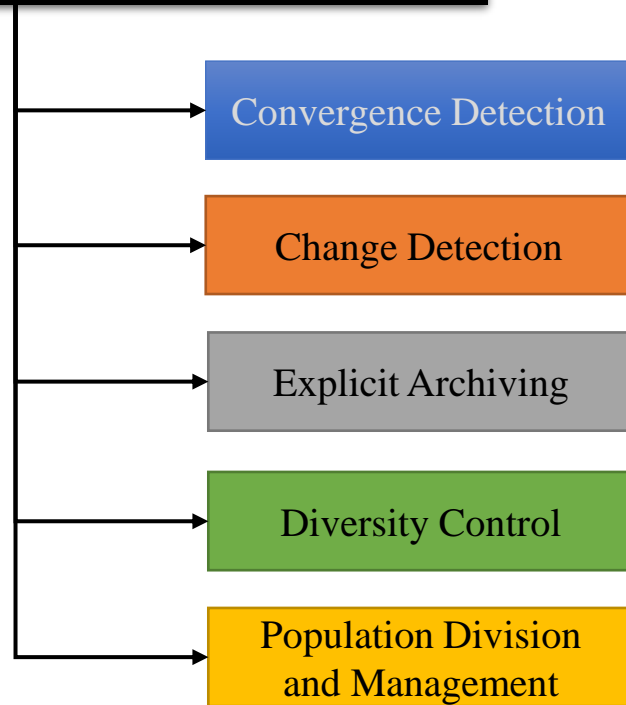 Convergence Detection
Change Detection
Explicit Archiving
Diversity Control
Population Division
and Management